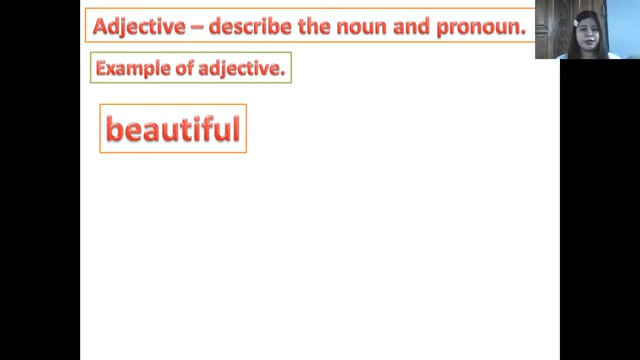 Adjective – describe the noun and pronoun.
Example of adjective.
beautiful